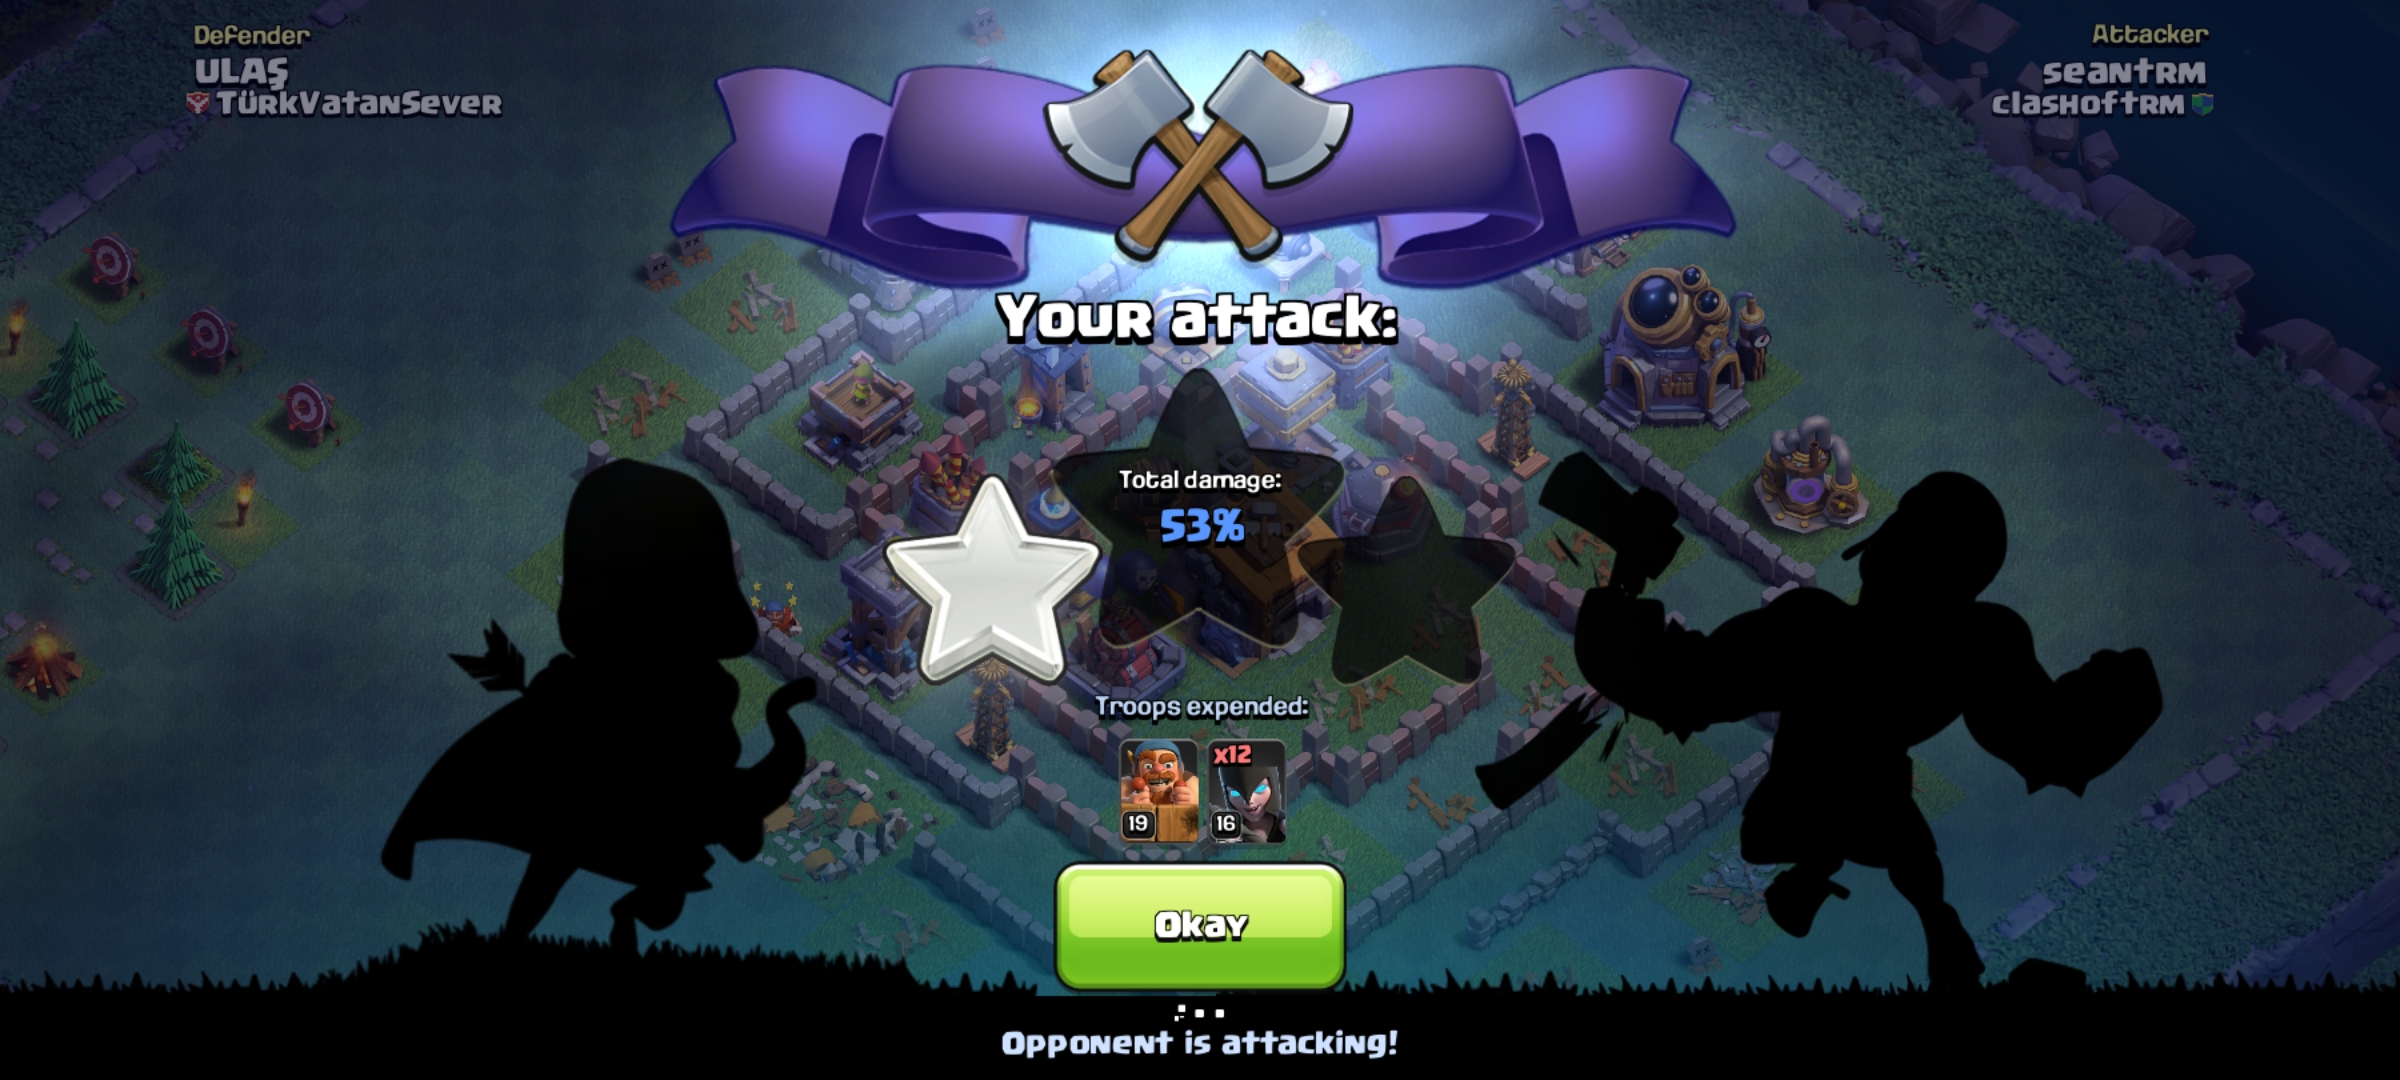 Defender
ULAŞ
TürkVatanSever
Attacker
seantRM
clashoftRM
Your attack:
Total damage:
53%
Troops expended:
x12
19
16
Okay
Opponent is attacking!